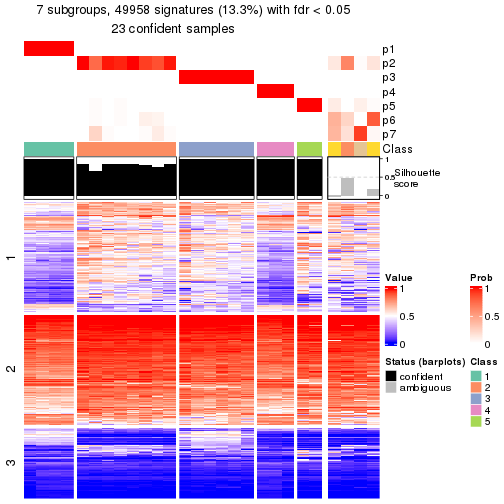 7 subgroups, 49958 signatures (13.3%) with fdr < 0.05
23 confident samples
p1
p2
p3
p4
p5
p6
p7
Class
1
0.5
0
Silhouette
score
1
2
3
Value
1
0.5
0
Prob
1
0.5
0
Status (barplots)
confident
ambiguous
Class
1
2
3
4
5